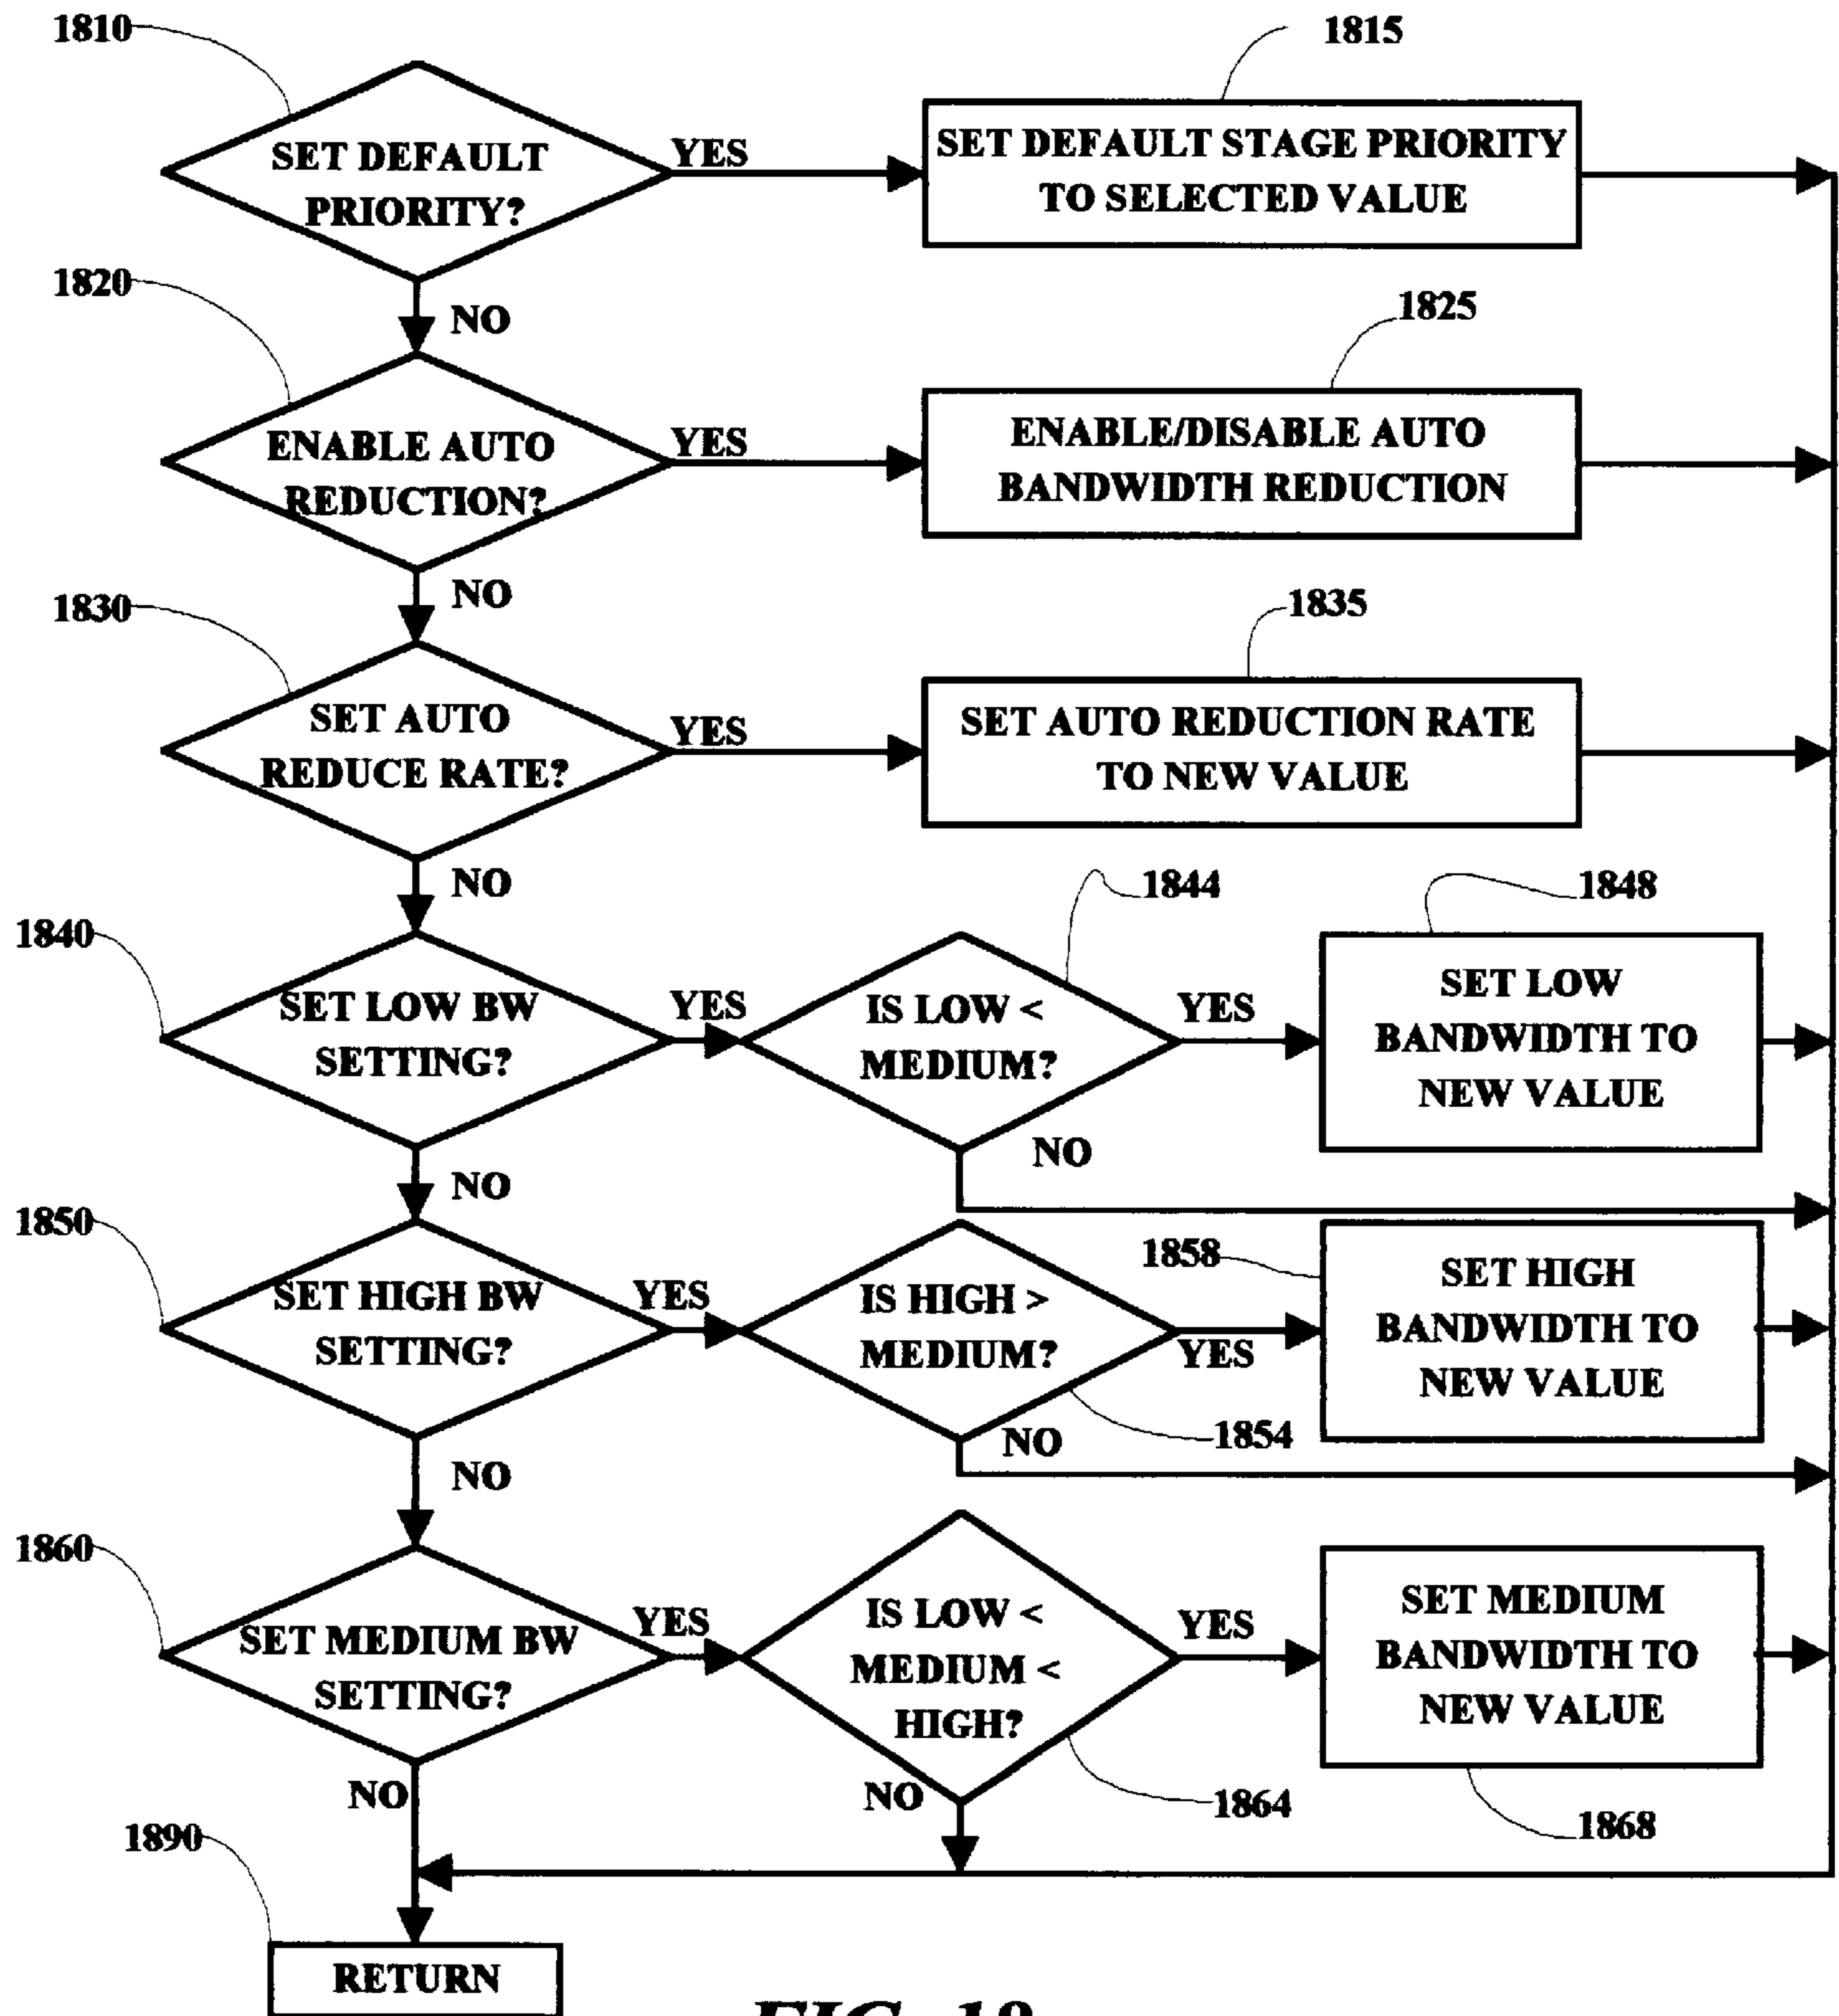 1810
1815
SET DEFAULT
PRIORITY?
YES
SET DEFAULT STAGE PRIORITY
TO SELECTED VALUE
NO
1820
1825
ENABLE AUTO
REDUCTION?
YES
ENABLE/DISABLE AUTO
BANDWIDTH REDUCTION
NO
1830
1835
SET AUTO
REDUCE RATE?
YES
SET AUTO REDUCTION RATE
TO NEW VALUE
NO
1840
1844
1848
SET LOW BW
SETTING?
YES
IS LOW <
MEDIUM?
YES
SET LOW
BANDWIDTH TO
NEW VALUE
NO
NO
1850
1858
SET HIGH BW
SETTING?
YES
IS HIGH >
MEDIUM?
YES
SET HIGH
BANDWIDTH TO
NEW VALUE
1854
NO
NO
1860
SET MEDIUM BW
SETTING?
YES
IS LOW <
MEDIUM <
HIGH?
YES
SET MEDIUM
BANDWIDTH TO
NEW VALUE
NO
NO
1864
1868
1890
RETURN
FIG. 18